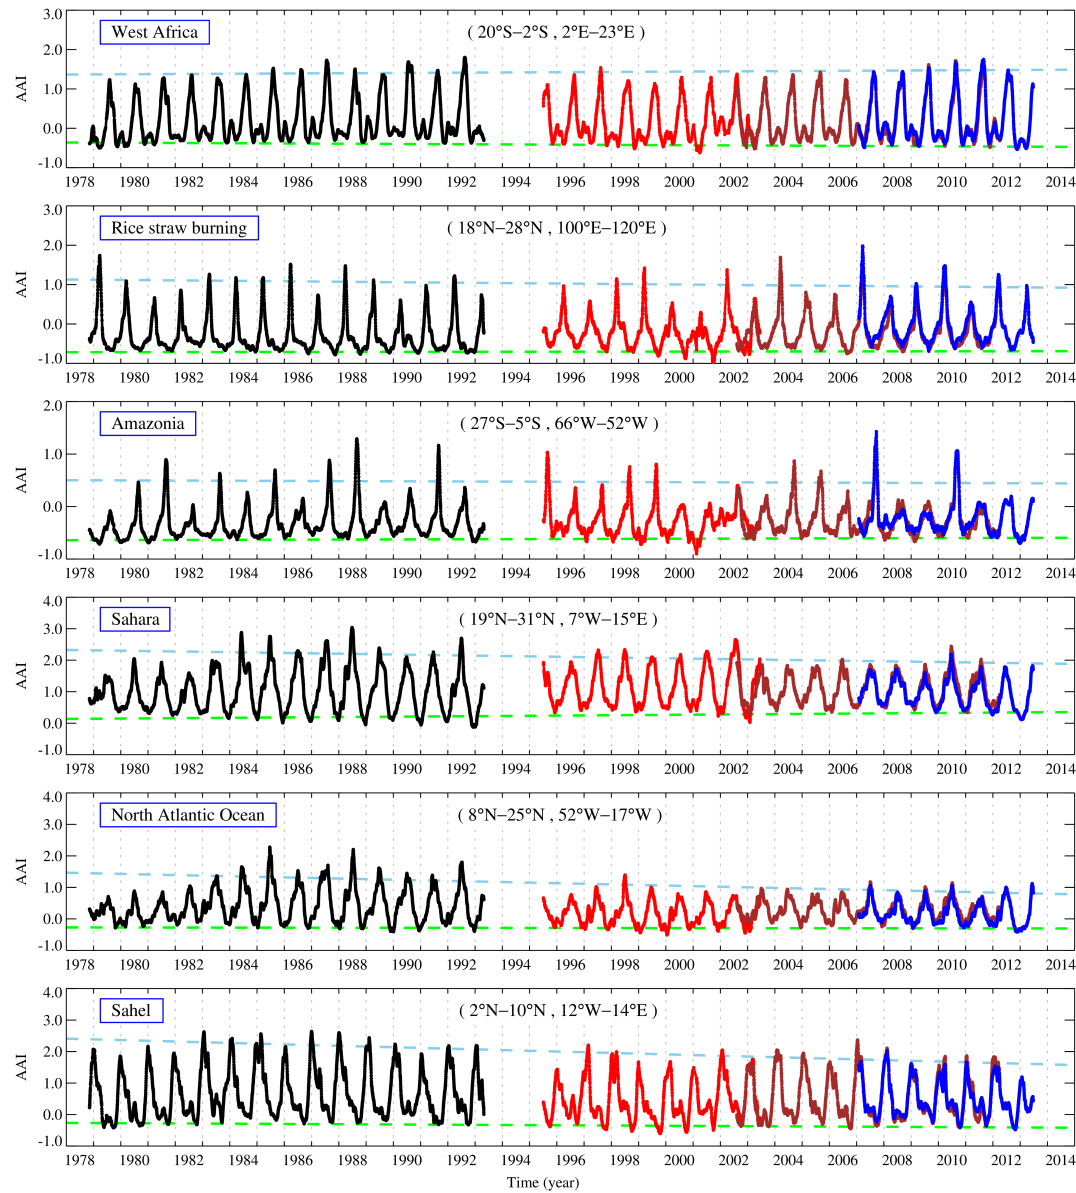 West Africa
( 20°S–2°S , 2°E–23°E )
AAI
3.0
2.0
1.0
0.0
-1.0
1978 1980 1982 1984 1986 1988 1990 1992 1994 1996 1998 2000 2002 2004 2006 2008 2010 2012 2014
Rice straw burning
( 18°N–28°N , 100°E–120°E )
AAI
3.0
2.0
1.0
0.0
-1.0
1978 1980 1982 1984 1986 1988 1990 1992 1994 1996 1998 2000 2002 2004 2006 2008 2010 2012 2014
Amazonia
( 27°S–5°S , 66°W–52°W )
AAI
2.0
1.0
0.0
-1.0
1978 1980 1982 1984 1986 1988 1990 1992 1994 1996 1998 2000 2002 2004 2006 2008 2010 2012 2014
Sahara
( 19°N–31°N , 7°W–15°E )
AAI
4.0
3.0
2.0
1.0
0.0
-1.0
1978 1980 1982 1984 1986 1988 1990 1992 1994 1996 1998 2000 2002 2004 2006 2008 2010 2012 2014
North Atlantic Ocean
( 8°N–25°N , 52°W–17°W )
AAI
4.0
3.0
2.0
1.0
0.0
-1.0
1978 1980 1982 1984 1986 1988 1990 1992 1994 1996 1998 2000 2002 2004 2006 2008 2010 2012 2014
Sahel
( 2°N–10°N , 12°W–14°E )
AAI
4.0
3.0
2.0
1.0
0.0
-1.0
1978 1980 1982 1984 1986 1988 1990 1992 1994 1996 1998 2000 2002 2004 2006 2008 2010 2012 2014
Time (year)